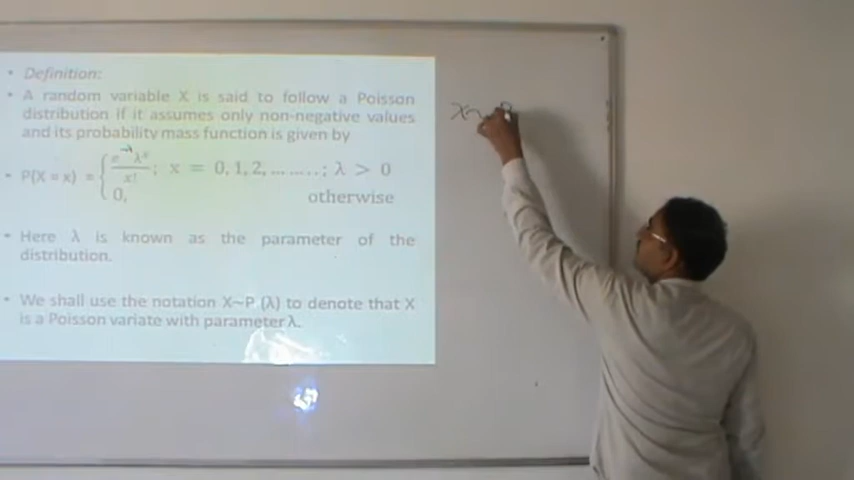 • Definition:
• A random variable X is said to follow a Poisson
distribution if it assumes only non-negative values
and its probability mass function is given by
• P(X = x) = { e^-λ λ^x / x! ; x = 0, 1, 2, ... ... ..; λ > 0
0, otherwise
• Here λ is known as the parameter of the
distribution.
• We shall use the notation X~P (λ) to denote that X
is a Poisson variate with parameter λ.
X ~ P